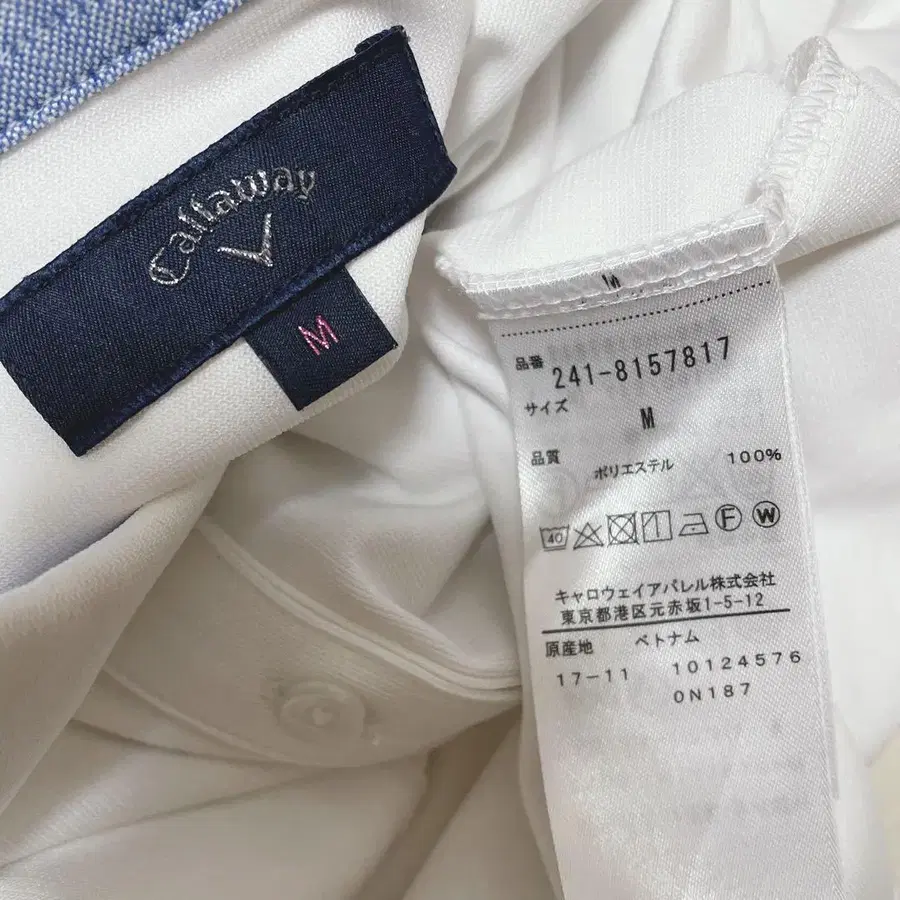 Callaway
M
M
品番 241-8157817
サイズ
M
品質 ポリエステル 100%
40 F W
キャロウェイアパレル株式会社
東京都港区元赤坂1-5-12
原産地 ベトナム
17-11 10124576
0N187